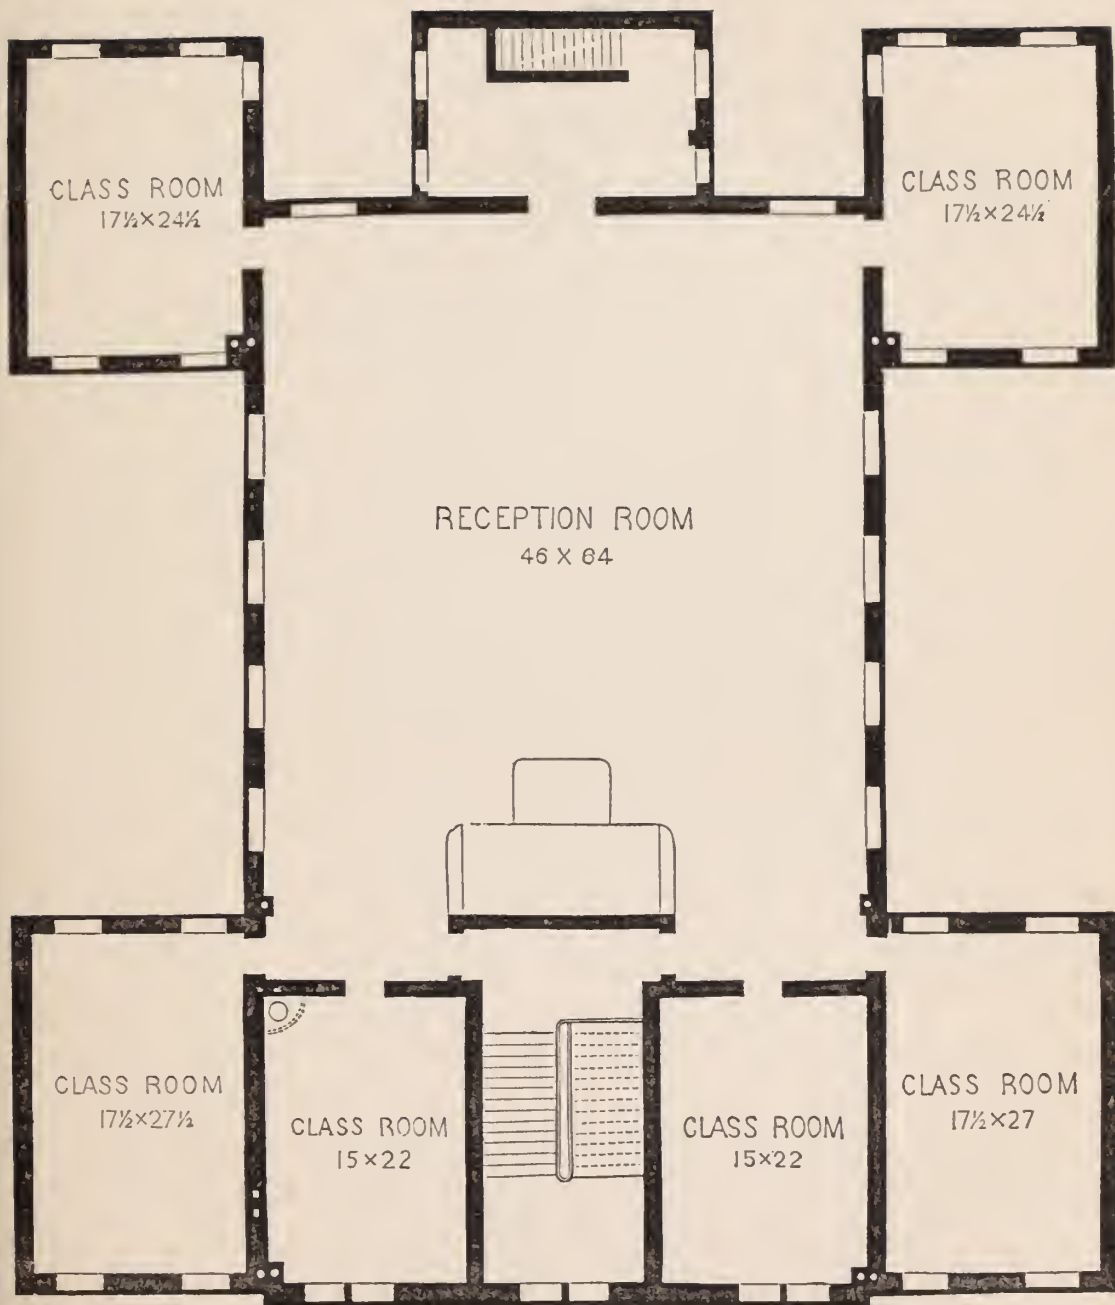 CLASS ROOM
17½×24½
CLASS ROOM
17½×24½
RECEPTION ROOM
46 X 64
CLASS ROOM
17½×27½
CLASS ROOM
15×22
CLASS ROOM
15×22
CLASS ROOM
17½×27